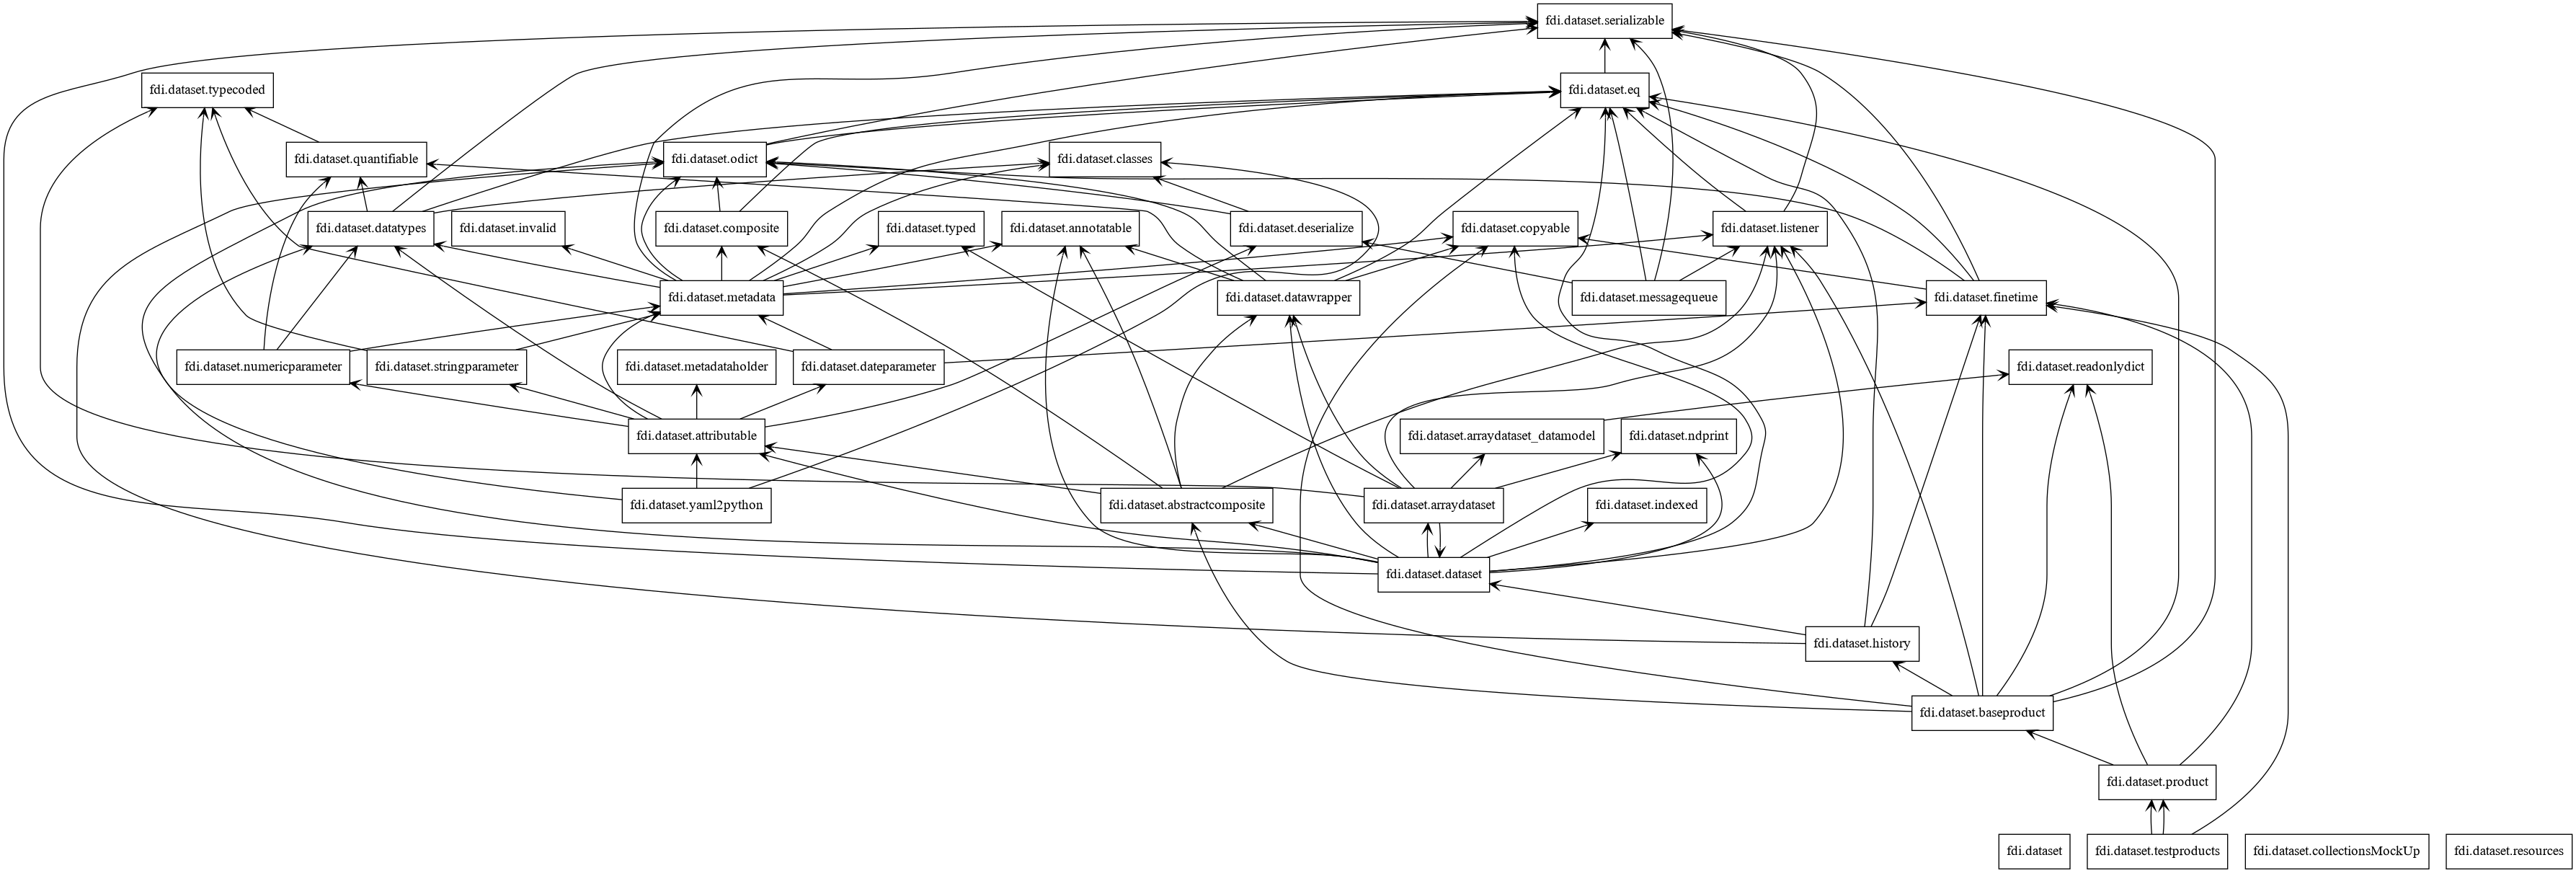 fdi.dataset.serializable
fdi.dataset.typecoded
fdi.dataset.eq
fdi.dataset.quantifiable
fdi.dataset.odict
fdi.dataset.classes
fdi.dataset.datatypes
fdi.dataset.invalid
fdi.dataset.composite
fdi.dataset.typed
fdi.dataset.annotatable
fdi.dataset.deserialize
fdi.dataset.copyable
fdi.dataset.listener
fdi.dataset.metadata
fdi.dataset.datawrapper
fdi.dataset.messagequeue
fdi.dataset.finetime
fdi.dataset.numericparameter
fdi.dataset.stringparameter
fdi.dataset.metadataholder
fdi.dataset.dateparameter
fdi.dataset.readonlydict
fdi.dataset.attributable
fdi.dataset.arraydataset_datamodel
fdi.dataset.ndprint
fdi.dataset.yaml2python
fdi.dataset.abstractcomposite
fdi.dataset.arraydataset
fdi.dataset.indexed
fdi.dataset.dataset
fdi.dataset.history
fdi.dataset.baseproduct
fdi.dataset.product
fdi.dataset
fdi.dataset.testproducts
fdi.dataset.collectionsMockUp
fdi.dataset.resources